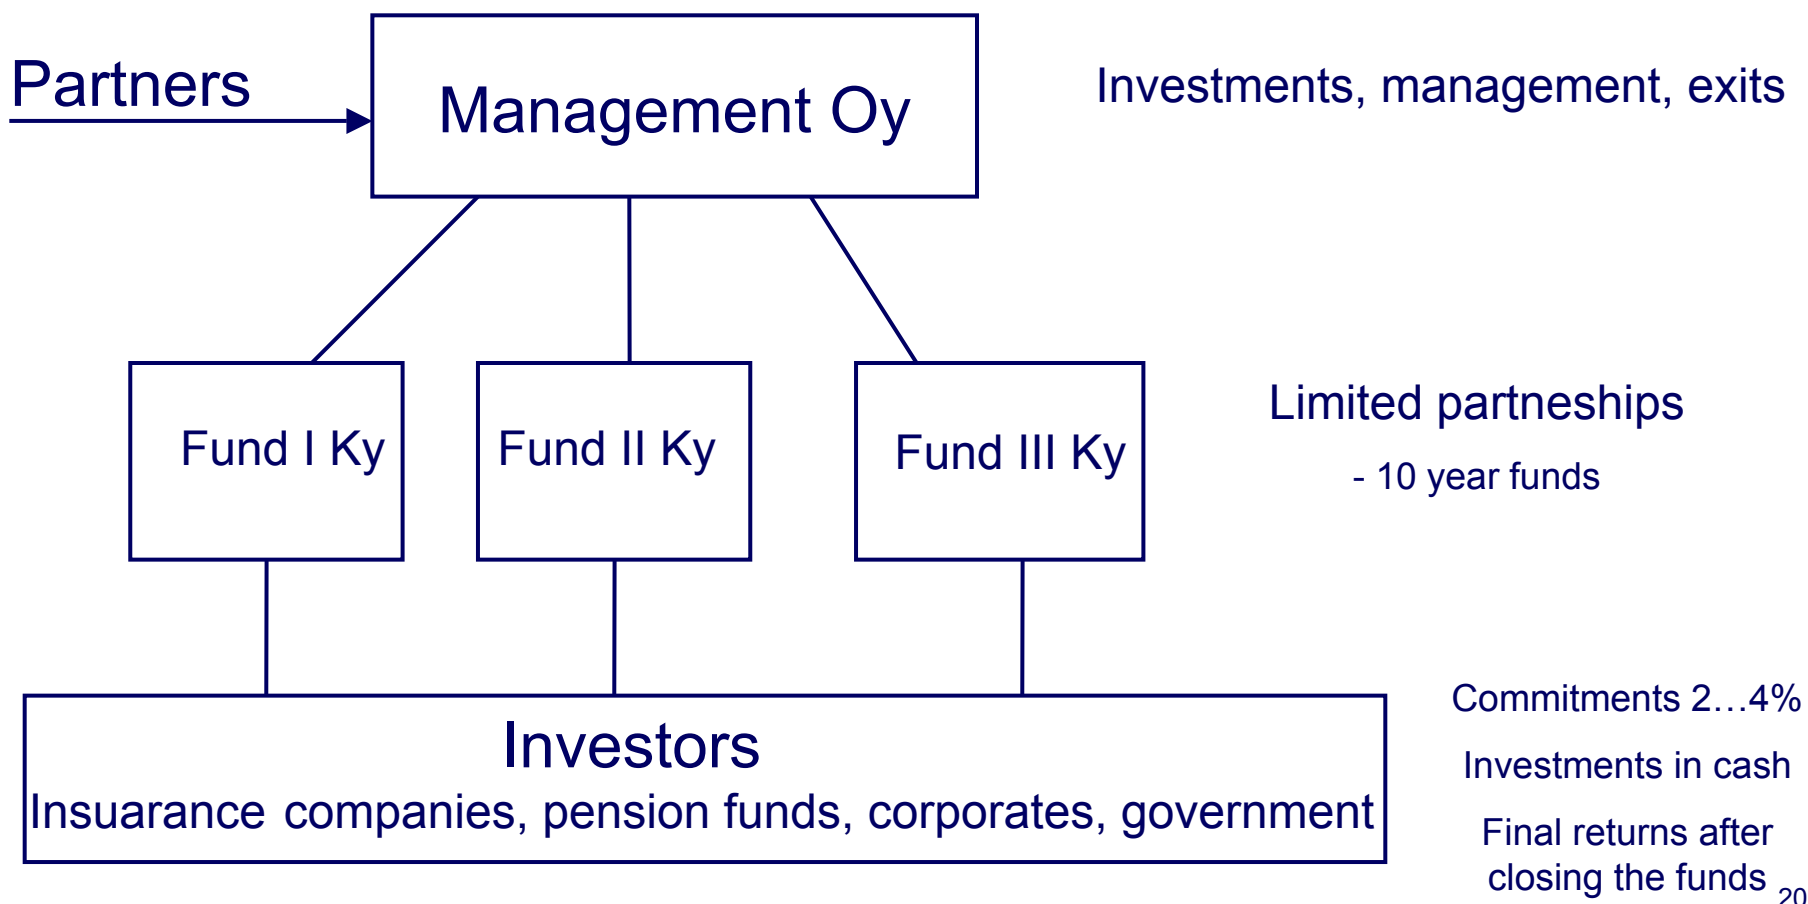 Partners
Management Oy
Investments, management, exits
Fund I Ky
Fund II Ky
Fund III Ky
Limited partneships
- 10 year funds
Investors
Insuarance companies, pension funds, corporates, government
Commitments 2…4%
Investments in cash
Final returns after
closing the funds
20